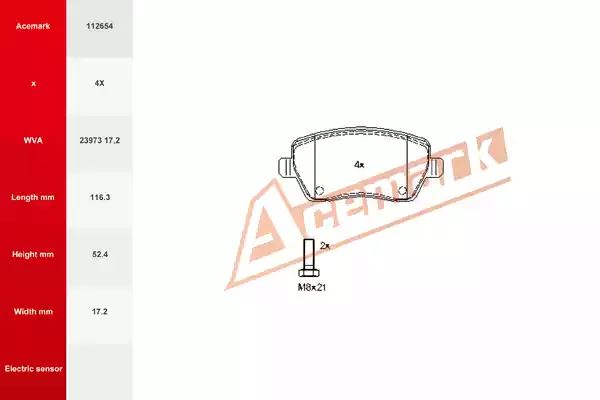 Acemark 112654
x 4X
WVA 23973 17,2
Length mm 116.3
Height mm 52.4
Width mm 17.2
Electric sensor
4x
Acemark
2x
M8x21